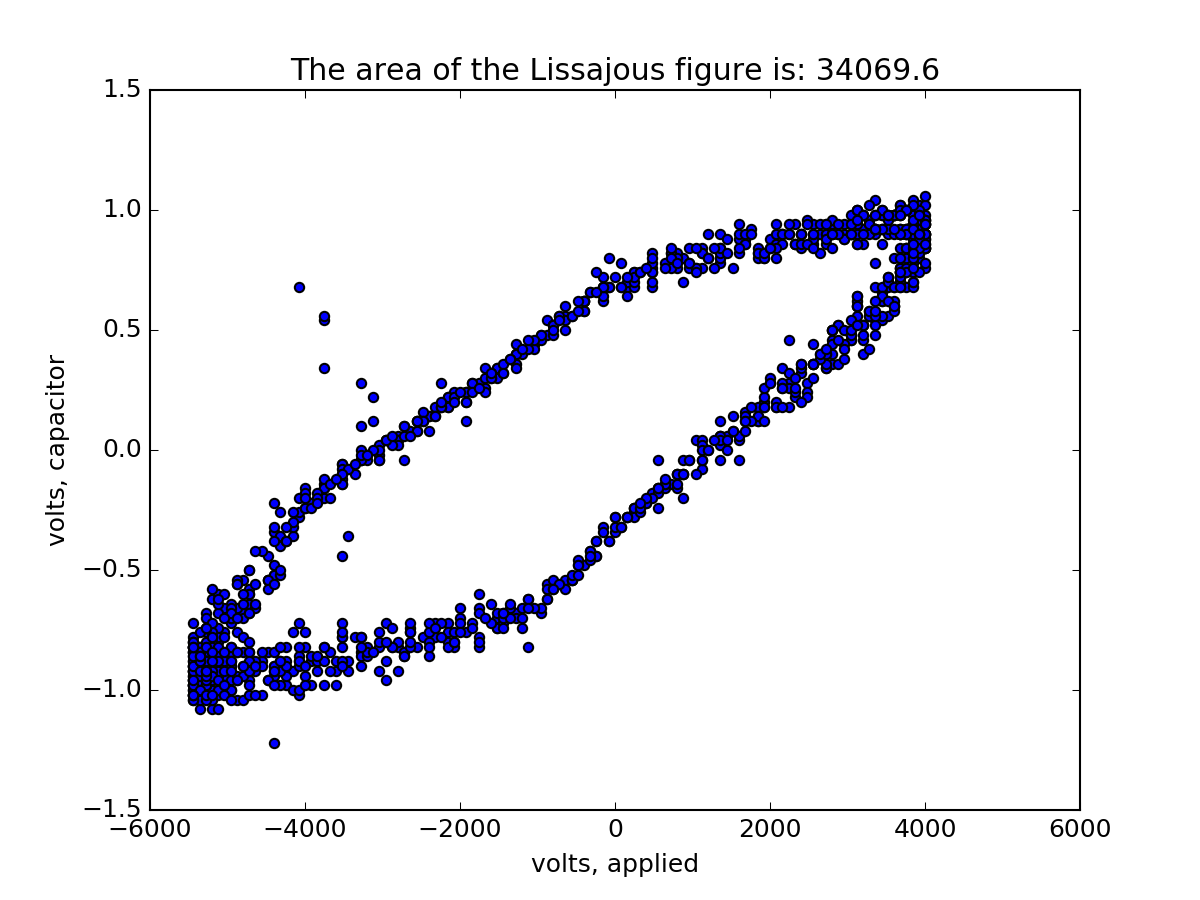 The area of the Lissajous figure is: 34069.6
1.5
1.0
0.5
0.0
−0.5
−1.0
−1.5
volts, capacitor
−6000 −4000 −2000 0 2000 4000 6000
volts, applied